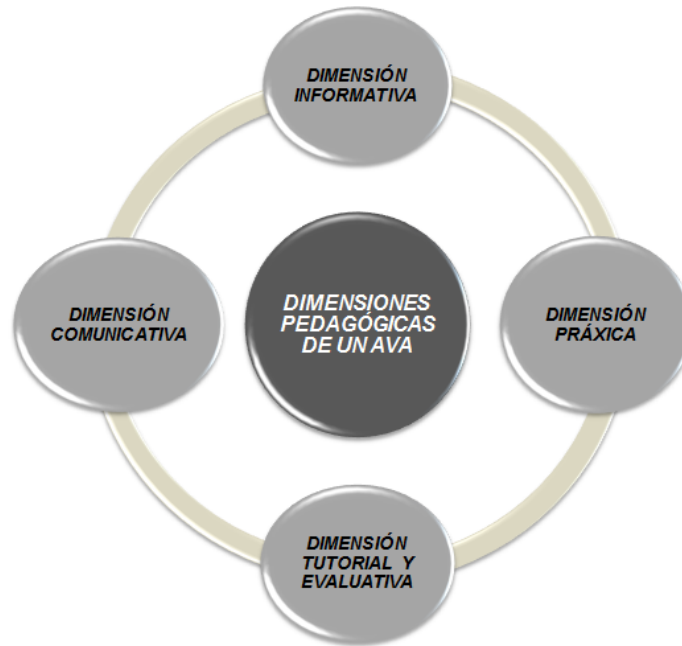 DIMENSIÓN
INFORMATIVA
DIMENSIÓN
COMUNICATIVA
DIMENSIONES
PEDAGÓGICAS
DE UN AVA
DIMENSIÓN
PRÁXICA
DIMENSIÓN
TUTORIAL Y
EVALUATIVA